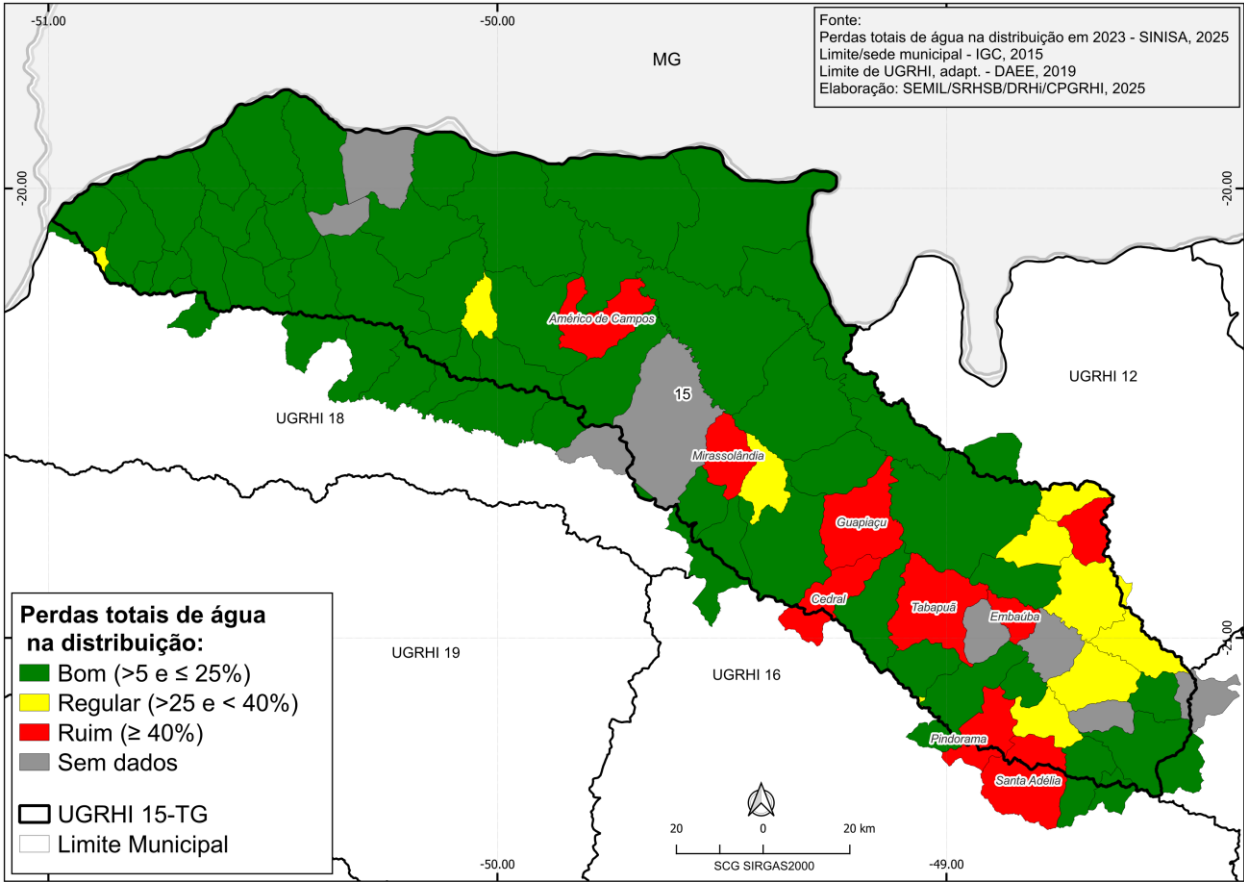 -51.00
-50.00
Fonte:
Perdas totais de água na distribuição em 2023 - SINISA, 2025
Limite/sede municipal - IGC, 2015
Limite de UGRHI, adapt. - DAEE, 2019
Elaboração: SEMIL/SRHSB/DRHi/CPGRHI, 2025
MG
-20.00
-20.00
Américo de Campos
UGRHI 12
15
UGRHI 18
Mirassolândia
Guapiaçu
Cedral
Tabapuã
Embaúba
UGRHI 19
UGRHI 16
Pindorama
Santa Adélia
Perdas totais de água
na distribuição:
Bom (>5 e ≤ 25%)
Regular (>25 e < 40%)
Ruim (≥ 40%)
Sem dados
UGRHI 15-TG
Limite Municipal
20 0 20 km
SCG SIRGAS2000
-50.00
-49.00